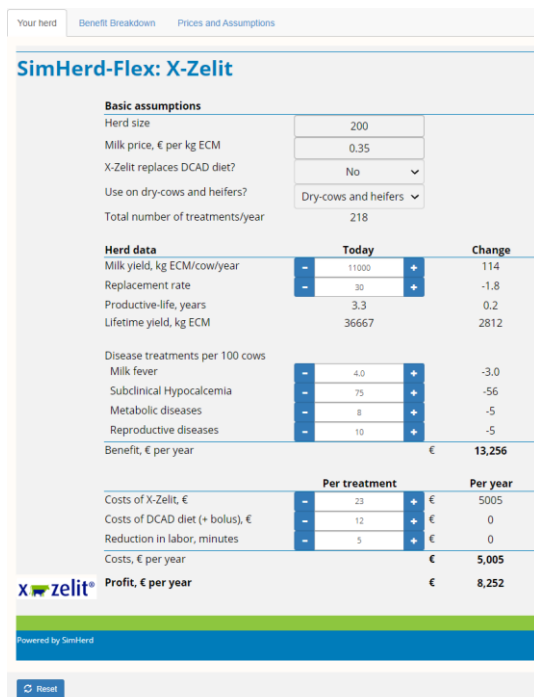 Your herd Benefit Breakdown Prices and Assumptions
SimHerd-Flex: X-Zelit
Basic assumptions
Herd size 200
Milk price, € per kg ECM 0.35
X-Zelit replaces DCAD diet? No
Use on dry-cows and heifers? Dry-cows and heifers
Total number of treatments/year 218
Herd data Today Change
Milk yield, kg ECM/cow/year - 11000 + 114
Replacement rate - 30 + -1.8
Productive-life, years 3.3 0.2
Lifetime yield, kg ECM 36667 2812
Disease treatments per 100 cows
Milk fever - 4.0 + -3.0
Subclinical Hypocalcemia - 75 + -56
Metabolic diseases - 8 + -5
Reproductive diseases - 10 + -5
Benefit, € per year € 13,256
Per treatment Per year
Costs of X-Zelit, € - 23 + € 5005
Costs of DCAD diet (+ bolus), € - 12 + € 0
Reduction in labor, minutes - 5 + € 0
Costs, € per year € 5,005
x zelit® Profit, € per year € 8,252
Powered by SimHerd
Reset